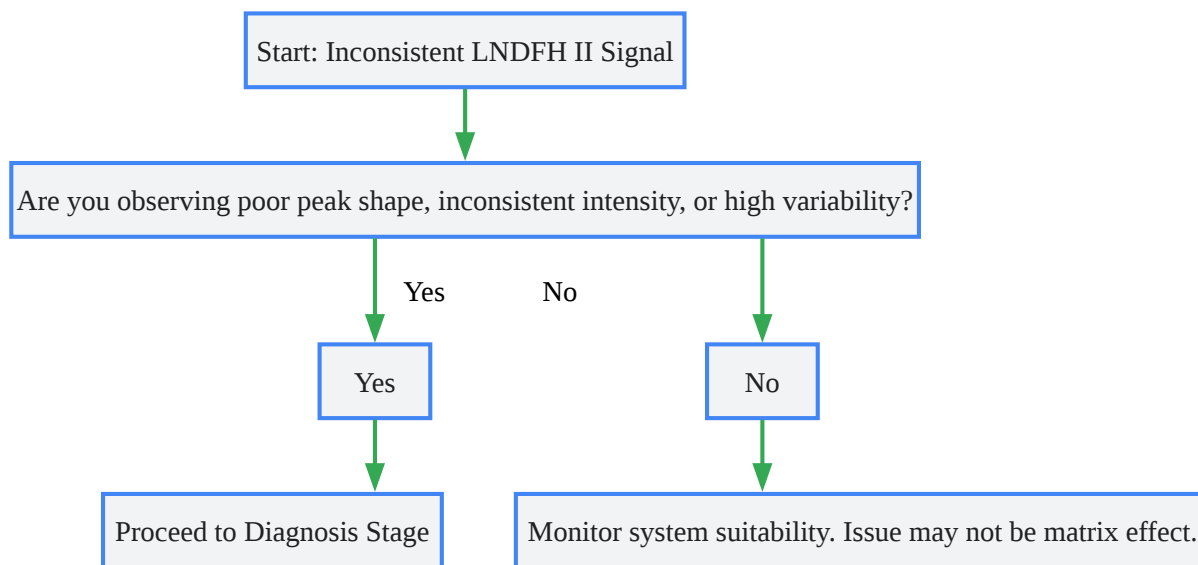 Start: Inconsistent LNDFH II Signal
Are you observing poor peak shape, inconsistent intensity, or high variability?
Yes
No
Yes
No
Proceed to Diagnosis Stage
Monitor system suitability. Issue may not be matrix effect.